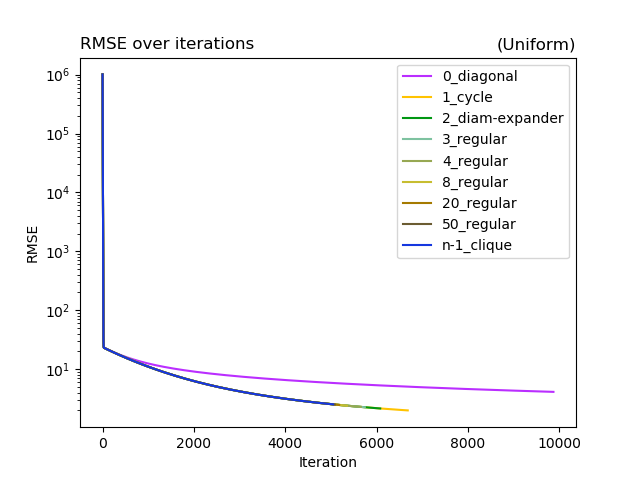 RMSE over iterations (Uniform)
10^6
10^5
10^4
10^3
10^2
10^1
RMSE
0_diagonal
1_cycle
2_diam-expander
3_regular
4_regular
8_regular
20_regular
50_regular
n-1_clique
0 2000 4000 6000 8000 10000
Iteration